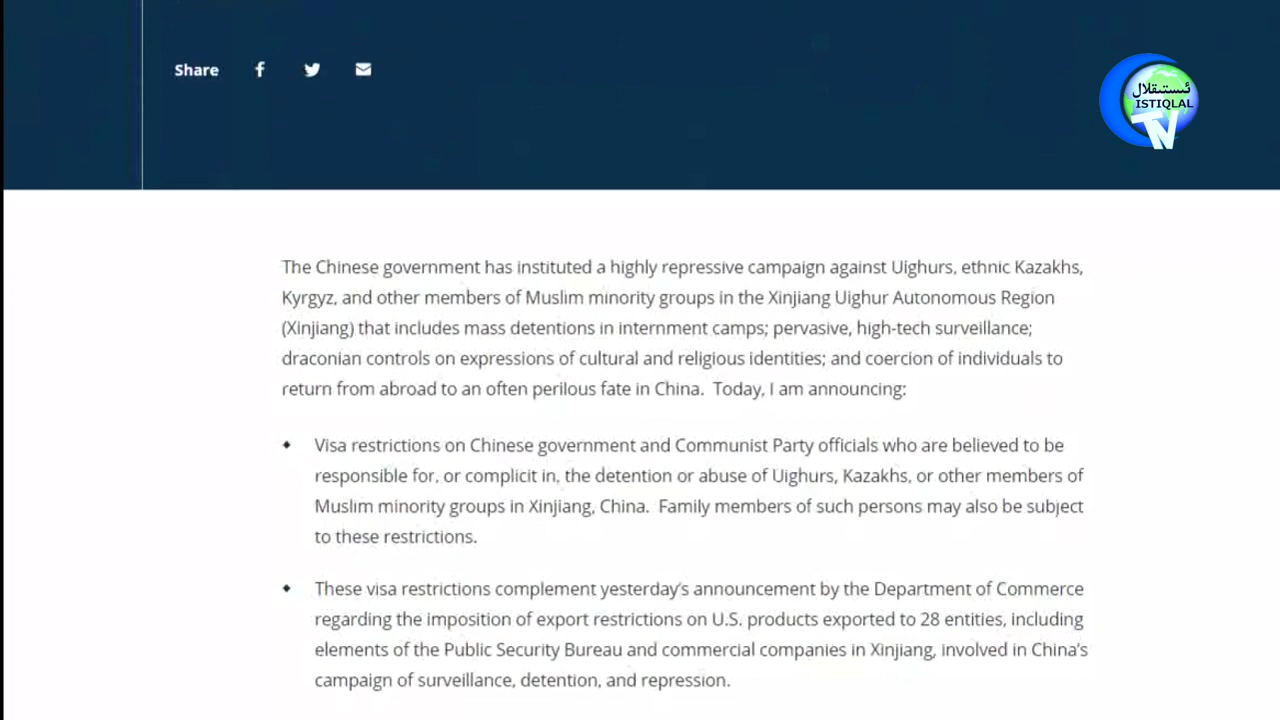 Share
ئىستىقلال
ISTIQLAL
TV
The Chinese government has instituted a highly repressive campaign against Uighurs, ethnic Kazakhs,
Kyrgyz, and other members of Muslim minority groups in the Xinjiang Uighur Autonomous Region
(Xinjiang) that includes mass detentions in internment camps; pervasive, high-tech surveillance;
draconian controls on expressions of cultural and religious identities; and coercion of individuals to
return from abroad to an often perilous fate in China.  Today, I am announcing:
Visa restrictions on Chinese government and Communist Party officials who are believed to be
responsible for, or complicit in, the detention or abuse of Uighurs, Kazakhs, or other members of
Muslim minority groups in Xinjiang, China.  Family members of such persons may also be subject
to these restrictions.
These visa restrictions complement yesterday's announcement by the Department of Commerce
regarding the imposition of export restrictions on U.S. products exported to 28 entities, including
elements of the Public Security Bureau and commercial companies in Xinjiang, involved in China's
campaign of surveillance, detention, and repression.